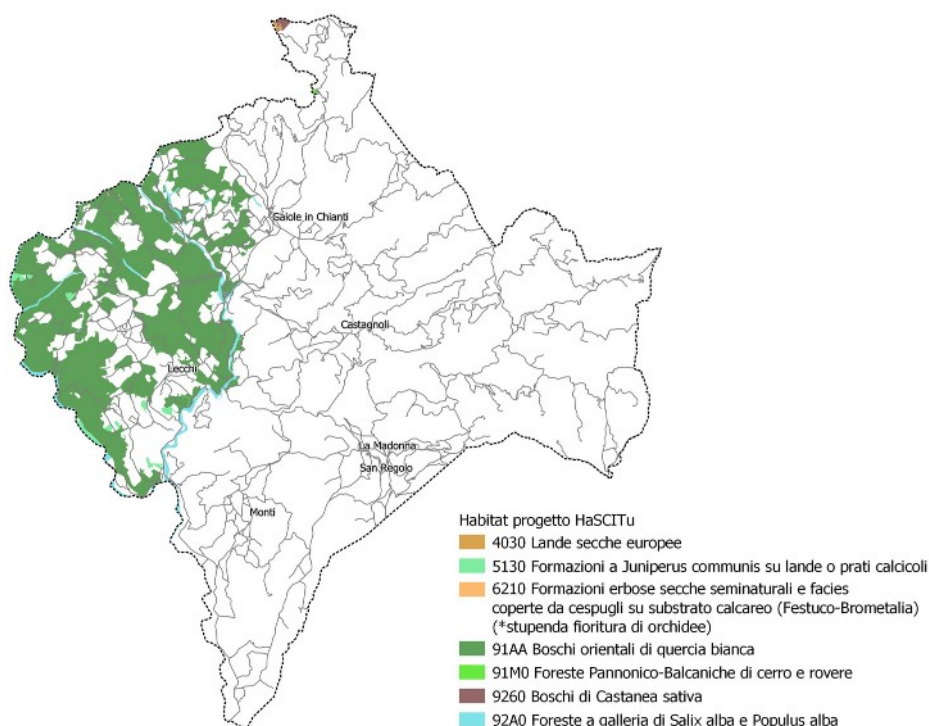 Gaiole in Chianti
Castagnoli
Lecchi
La Madonna
San Regolo
Monti
Habitat progetto HaSCITu
4030 Lande secche europee
5130 Formazioni a Juniperus communis su lande o prati calcicoli
6210 Formazioni erbose secche seminaturali e facies
coperte da cespugli su substrato calcareo (Festuco-Brometalia)
(*stupenda fioritura di orchidee)
91AA Boschi orientali di quercia bianca
91M0 Foreste Pannonico-Balcaniche di cerro e rovere
9260 Boschi di Castanea sativa
92A0 Foreste a galleria di Salix alba e Populus alba